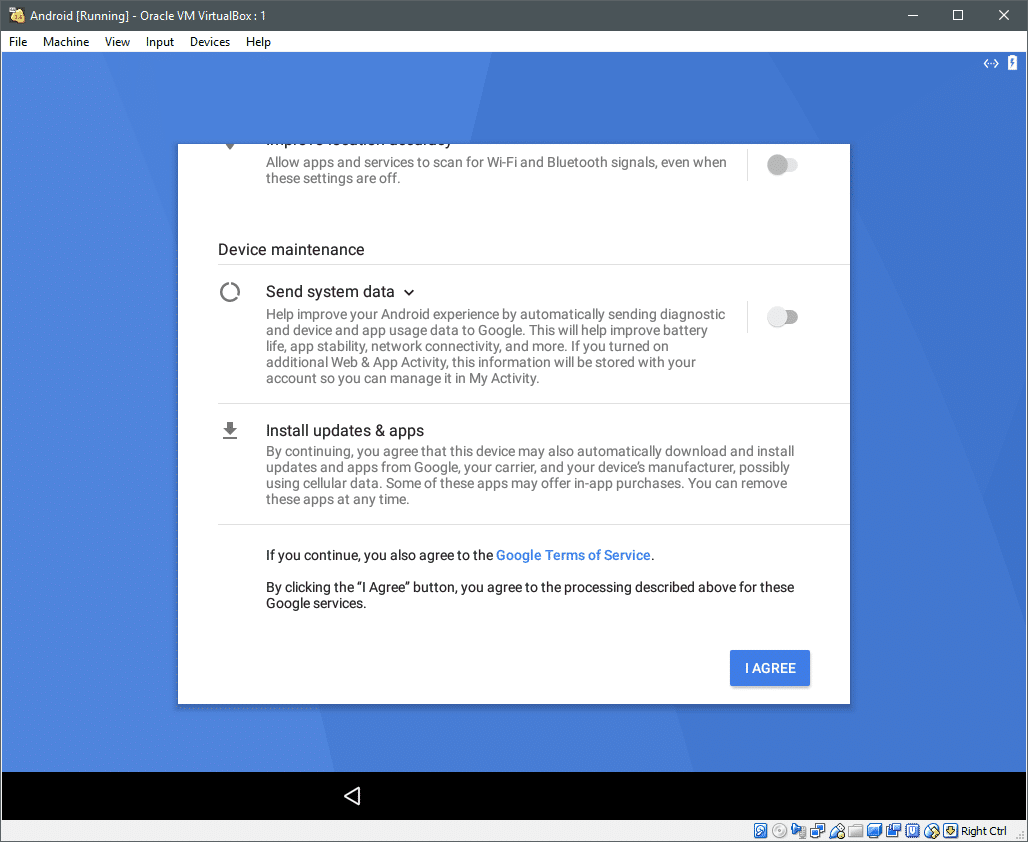 Android [Running] - Oracle VM VirtualBox : 1
File Machine View Input Devices Help
Improve location accuracy
Allow apps and services to scan for Wi-Fi and Bluetooth signals, even when
these settings are off.
Device maintenance
Send system data
Help improve your Android experience by automatically sending diagnostic
and device and app usage data to Google. This will help improve battery
life, app stability, network connectivity, and more. If you turned on
additional Web & App Activity, this information will be stored with your
account so you can manage it in My Activity.
Install updates & apps
By continuing, you agree that this device may also automatically download and install
updates and apps from Google, your carrier, and your device’s manufacturer, possibly
using cellular data. Some of these apps may offer in-app purchases. You can remove
these apps at any time.
If you continue, you also agree to the Google Terms of Service.
By clicking the “I Agree” button, you agree to the processing described above for these
Google services.
I AGREE
Right Ctrl